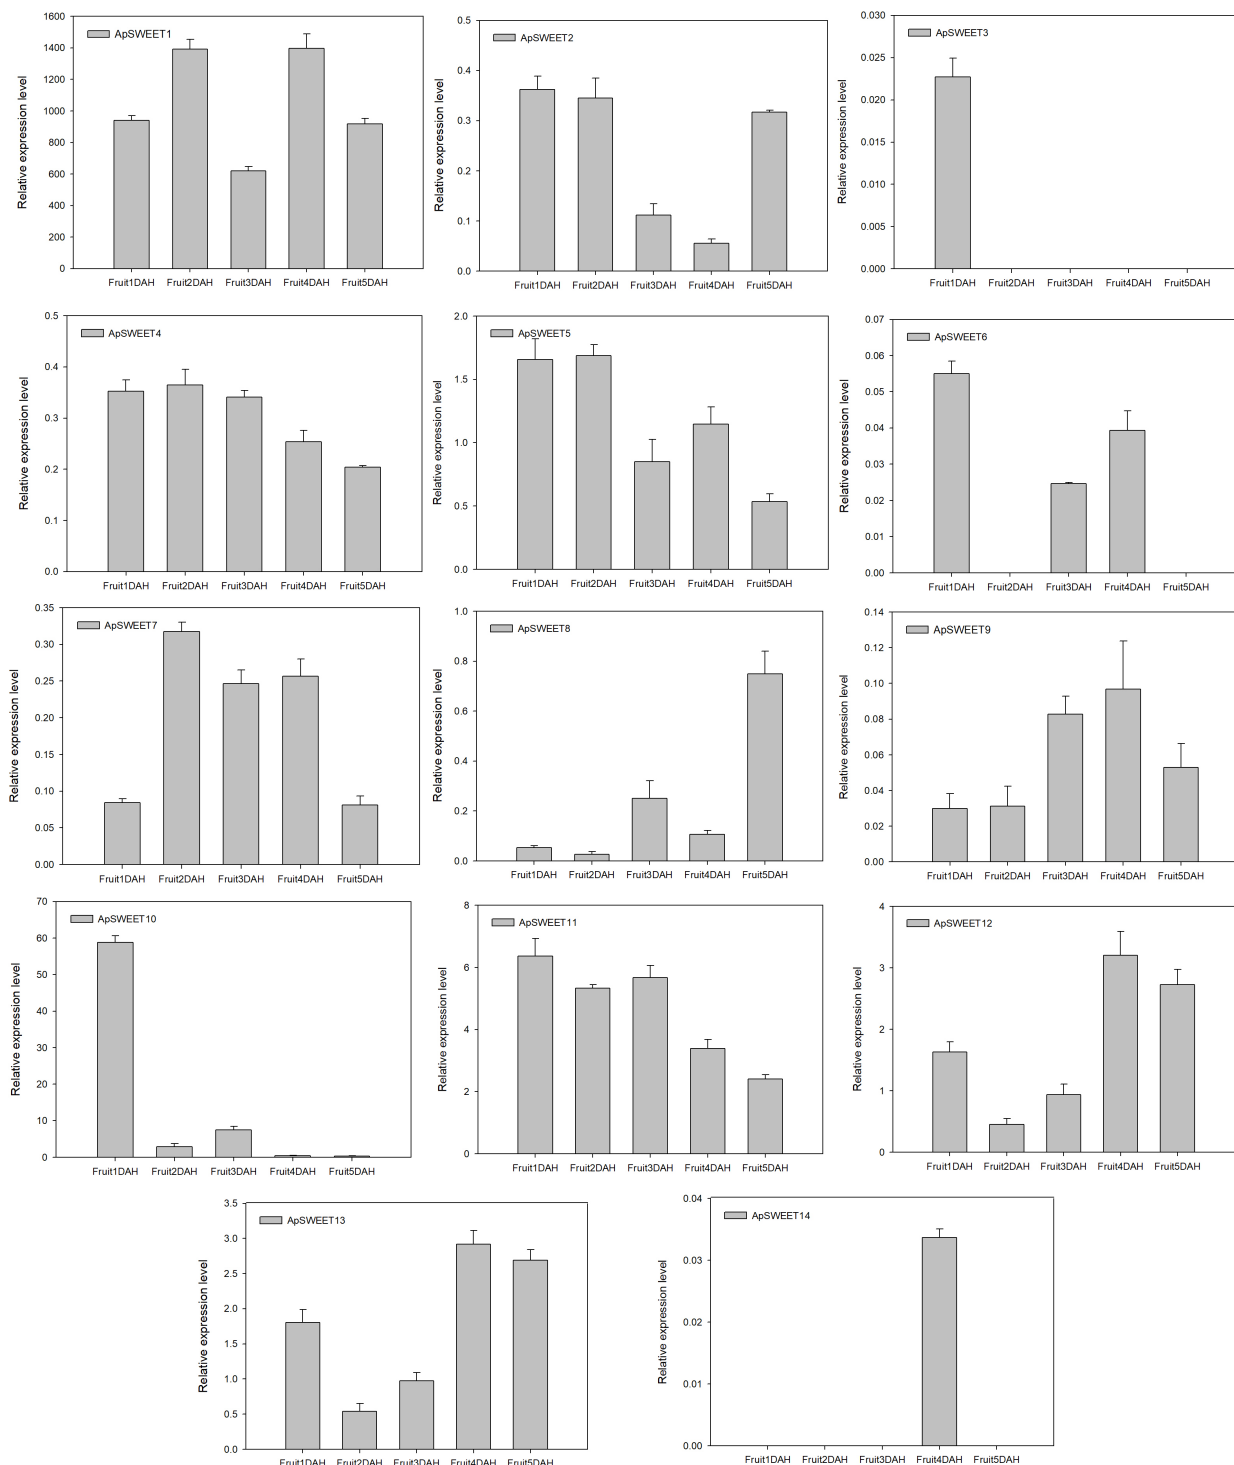 ApSWEET1
Relative expression level
1600
1400
1200
1000
800
600
400
200
0
Fruit1DAH Fruit2DAH Fruit3DAH Fruit4DAH Fruit5DAH
ApSWEET2
Relative expression level
0.5
0.4
0.3
0.2
0.1
0.0
Fruit1DAH Fruit2DAH Fruit3DAH Fruit4DAH Fruit5DAH
ApSWEET3
Relative expression level
0.030
0.025
0.020
0.015
0.010
0.005
0.000
Fruit1DAH Fruit2DAH Fruit3DAH Fruit4DAH Fruit5DAH
ApSWEET4
Relative expression level
0.5
0.4
0.3
0.2
0.1
0.0
Fruit1DAH Fruit2DAH Fruit3DAH Fruit4DAH Fruit5DAH
ApSWEET5
Relative expression level
2.0
1.5
1.0
0.5
0.0
Fruit1DAH Fruit2DAH Fruit3DAH Fruit4DAH Fruit5DAH
ApSWEET6
Relative expression level
0.07
0.06
0.05
0.04
0.03
0.02
0.01
0.00
Fruit1DAH Fruit2DAH Fruit3DAH Fruit4DAH Fruit5DAH
ApSWEET7
Relative expression level
0.35
0.30
0.25
0.20
0.15
0.10
0.05
0.00
Fruit1DAH Fruit2DAH Fruit3DAH Fruit4DAH Fruit5DAH
ApSWEET8
Relative expression level
1.0
0.8
0.6
0.4
0.2
0.0
Fruit1DAH Fruit2DAH Fruit3DAH Fruit4DAH Fruit5DAH
ApSWEET9
Relative expression level
0.14
0.12
0.10
0.08
0.06
0.04
0.02
0.00
Fruit1DAH Fruit2DAH Fruit3DAH Fruit4DAH Fruit5DAH
ApSWEET10
Relative expression level
70
60
50
40
30
20
10
0
Fruit1DAH Fruit2DAH Fruit3DAH Fruit4DAH Fruit5DAH
ApSWEET11
Relative expression level
8
6
4
2
0
Fruit1DAH Fruit2DAH Fruit3DAH Fruit4DAH Fruit5DAH
ApSWEET12
Relative expression level
4
3
2
1
0
Fruit1DAH Fruit2DAH Fruit3DAH Fruit4DAH Fruit5DAH
ApSWEET13
Relative expression level
3.5
3.0
2.5
2.0
1.5
1.0
0.5
0.0
Fruit1DAH Fruit2DAH Fruit3DAH Fruit4DAH Fruit5DAH
ApSWEET14
Relative expression level
0.04
0.03
0.02
0.01
0.00
Fruit1DAH Fruit2DAH Fruit3DAH Fruit4DAH Fruit5DAH